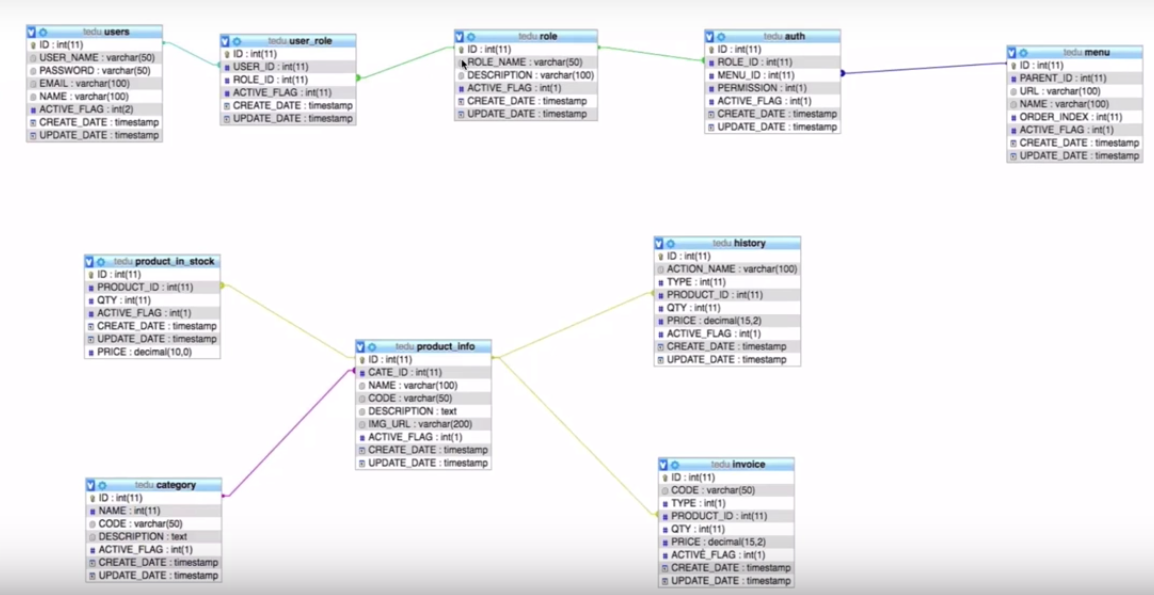 tedu users
ID : int(11)
USER_NAME : varchar(50)
PASSWORD : varchar(50)
EMAIL : varchar(100)
NAME : varchar(100)
ACTIVE_FLAG : int(2)
CREATE_DATE : timestamp
UPDATE_DATE : timestamp
tedu user_role
ID : int(11)
USER_ID : int(11)
ROLE_ID : int(11)
ACTIVE_FLAG : int(11)
CREATE_DATE : timestamp
UPDATE_DATE : timestamp
tedu role
ID : int(11)
ROLE_NAME : varchar(50)
DESCRIPTION : varchar(100)
ACTIVE_FLAG : int(1)
CREATE_DATE : timestamp
UPDATE_DATE : timestamp
tedu auth
ID : int(11)
ROLE_ID : int(11)
MENU_ID : int(11)
PERMISSION : int(1)
ACTIVE_FLAG : int(1)
CREATE_DATE : timestamp
UPDATE_DATE : timestamp
tedu menu
ID : int(11)
PARENT_ID : int(11)
URL : varchar(100)
NAME : varchar(100)
ORDER_INDEX : int(11)
ACTIVE_FLAG : int(1)
CREATE_DATE : timestamp
UPDATE_DATE : timestamp
tedu product_in_stock
ID : int(11)
PRODUCT_ID : int(11)
QTY : int(11)
ACTIVE_FLAG : int(1)
CREATE_DATE : timestamp
UPDATE_DATE : timestamp
PRICE : decimal(10,0)
tedu product_info
ID : int(11)
CATE_ID : int(11)
NAME : varchar(100)
CODE : varchar(50)
DESCRIPTION : text
IMG_URL : varchar(200)
ACTIVE_FLAG : int(1)
CREATE_DATE : timestamp
UPDATE_DATE : timestamp
tedu history
ID : int(11)
ACTION_NAME : varchar(100)
TYPE : int(11)
PRODUCT_ID : int(11)
QTY : int(11)
PRICE : decimal(15,2)
ACTIVE_FLAG : int(1)
CREATE_DATE : timestamp
UPDATE_DATE : timestamp
tedu category
ID : int(11)
NAME : int(11)
CODE : varchar(50)
DESCRIPTION : text
ACTIVE_FLAG : int(1)
CREATE_DATE : timestamp
UPDATE_DATE : timestamp
tedu invoice
ID : int(11)
CODE : varchar(50)
TYPE : int(1)
PRODUCT_ID : int(11)
QTY : int(11)
PRICE : decimal(15,2)
ACTIVE_FLAG : int(1)
CREATE_DATE : timestamp
UPDATE_DATE : timestamp